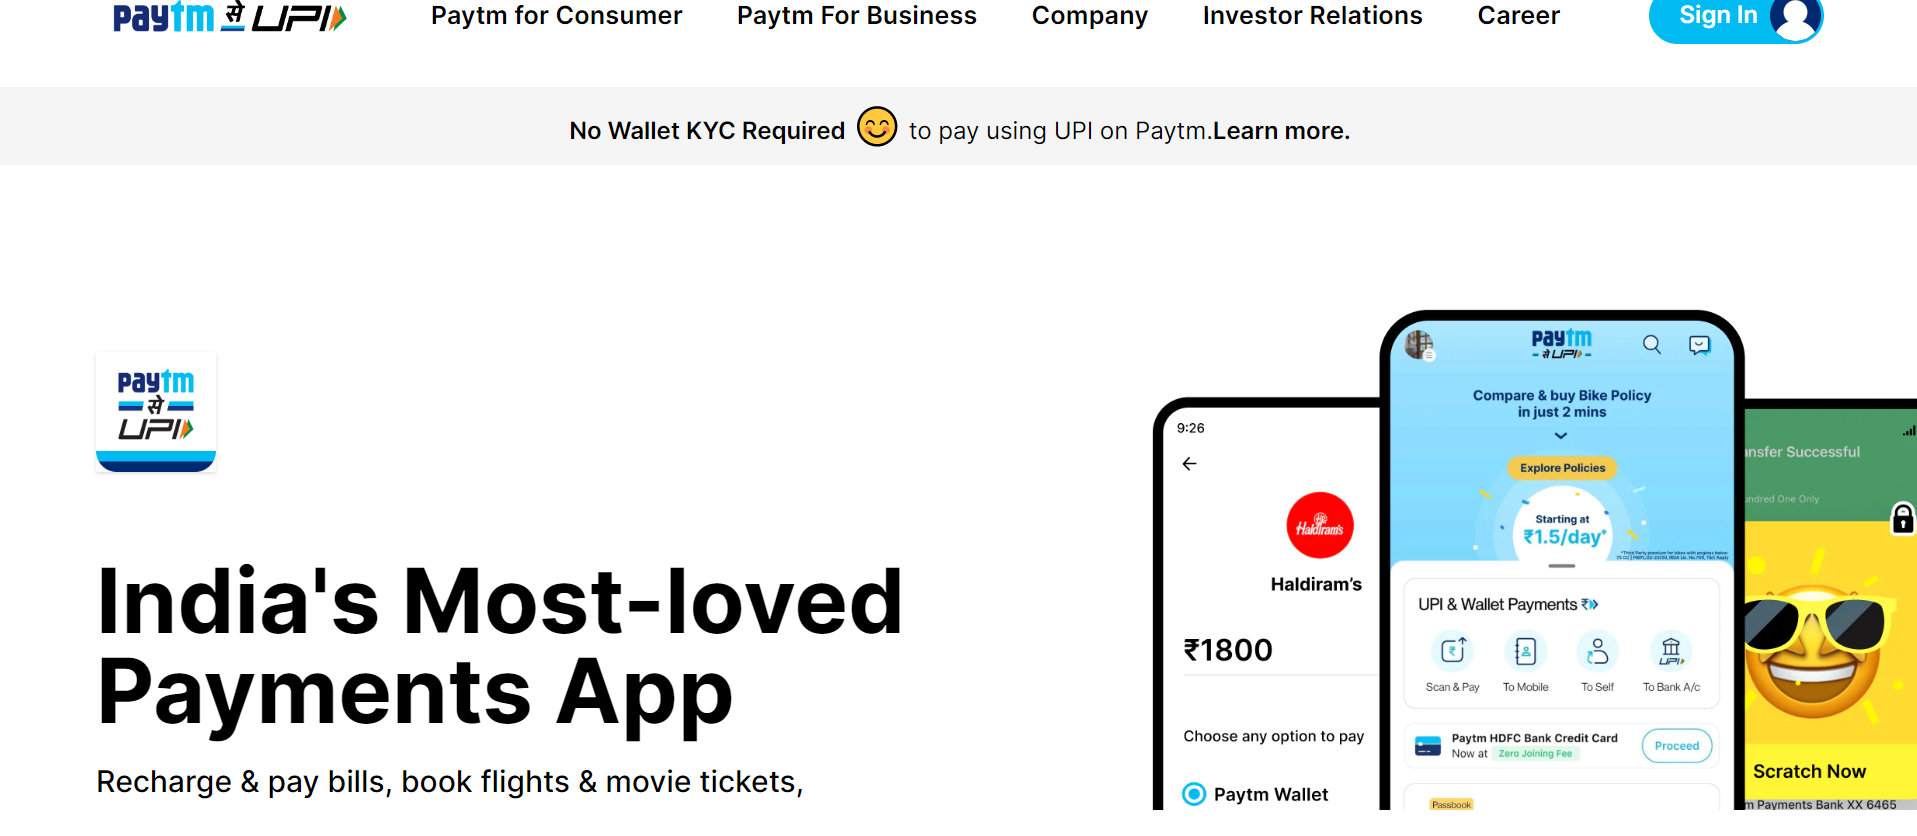 paytm से UPI
Paytm for Consumer
Paytm For Business
Company
Investor Relations
Career
Sign In
No Wallet KYC Required 😊 to pay using UPI on Paytm.Learn more.
paytm
से
UPI
India's Most-loved
Payments App
Recharge & pay bills, book flights & movie tickets,
9:26
Haldiram's
Haldiram's
₹1800
Choose any option to pay
Paytm Wallet
paytm
से UPI
Compare & buy Bike Policy
in just 2 mins
Explore Policies
Starting at
₹1.5/day*
UPI & Wallet Payments
Scan & Pay
To Mobile
To Self
UPI
To Bank A/c
Paytm HDFC Bank Credit Card
Now at Zero Joining Fee
Proceed
Passbook
ansfer Successful
undred One Only
Scratch Now
m Payments Bank XX 6465